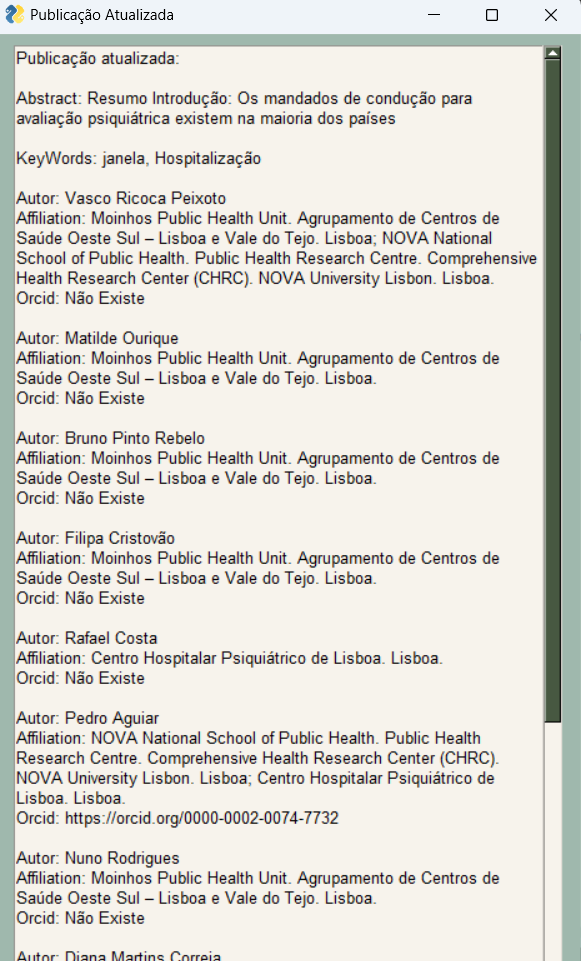 Publicação Atualizada
Publicação atualizada:
Abstract: Resumo Introdução: Os mandados de condução para
avaliação psiquiátrica existem na maioria dos países
KeyWords: janela, Hospitalização
Autor: Vasco Ricoca Peixoto
Affiliation: Moinhos Public Health Unit. Agrupamento de Centros de
Saúde Oeste Sul – Lisboa e Vale do Tejo. Lisboa; NOVA National
School of Public Health. Public Health Research Centre. Comprehensive
Health Research Center (CHRC). NOVA University Lisbon. Lisboa.
Orcid: Não Existe
Autor: Matilde Ourique
Affiliation: Moinhos Public Health Unit. Agrupamento de Centros de
Saúde Oeste Sul – Lisboa e Vale do Tejo. Lisboa.
Orcid: Não Existe
Autor: Bruno Pinto Rebelo
Affiliation: Moinhos Public Health Unit. Agrupamento de Centros de
Saúde Oeste Sul – Lisboa e Vale do Tejo. Lisboa.
Orcid: Não Existe
Autor: Filipa Cristovão
Affiliation: Moinhos Public Health Unit. Agrupamento de Centros de
Saúde Oeste Sul – Lisboa e Vale do Tejo. Lisboa.
Orcid: Não Existe
Autor: Rafael Costa
Affiliation: Centro Hospitalar Psiquiátrico de Lisboa. Lisboa.
Orcid: Não Existe
Autor: Pedro Aguiar
Affiliation: NOVA National School of Public Health. Public Health
Research Centre. Comprehensive Health Research Center (CHRC).
NOVA University Lisbon. Lisboa; Centro Hospitalar Psiquiátrico de
Lisboa. Lisboa.
Orcid: https://orcid.org/0000-0002-0074-7732
Autor: Nuno Rodrigues
Affiliation: Moinhos Public Health Unit. Agrupamento de Centros de
Saúde Oeste Sul – Lisboa e Vale do Tejo. Lisboa.
Orcid: Não Existe
Autor: Diana Martins Correia